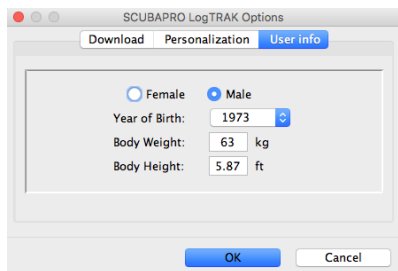 SCUBAPRO LogTRAK Options
Download Personalization User info
Female Male
Year of Birth: 1973
Body Weight: 63 kg
Body Height: 5.87 ft
OK Cancel